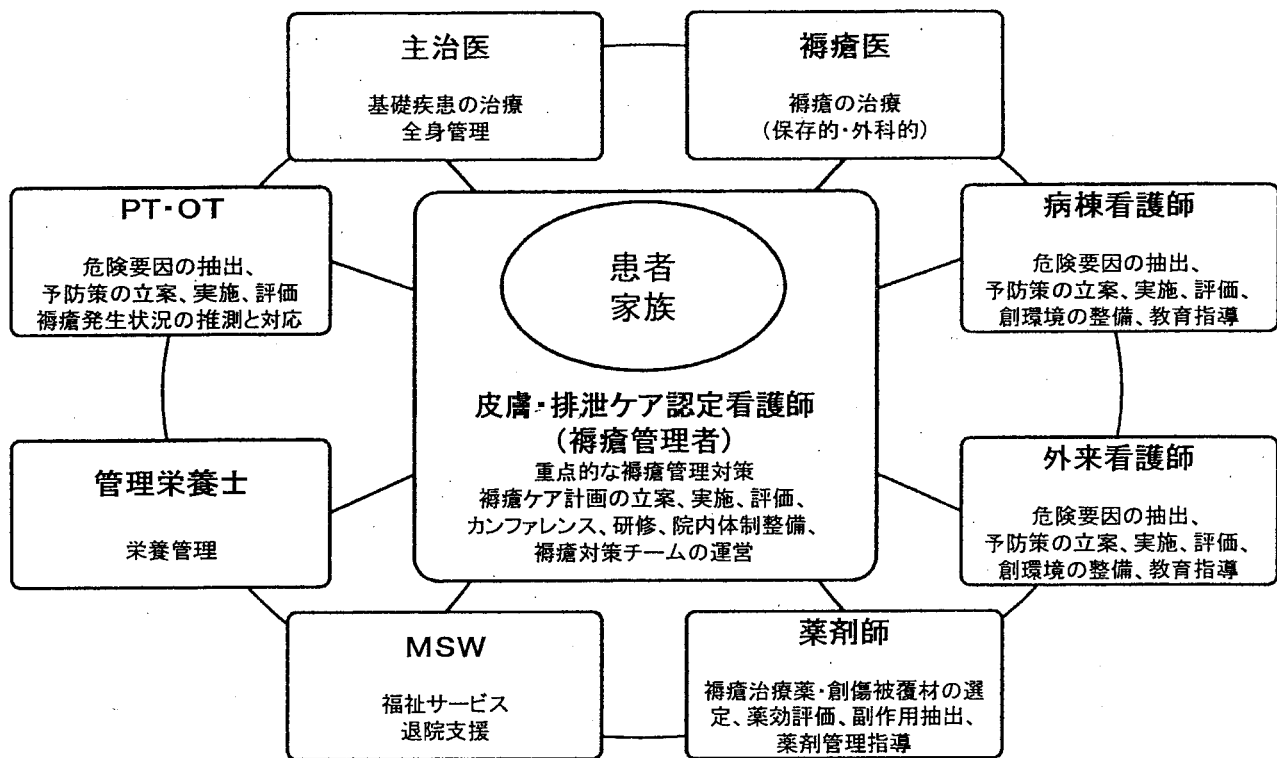 主治医
基礎疾患の治療
全身管理
褥瘡医
褥瘡の治療
(保存的・外科的)
PT・OT
危険要因の抽出、
予防策の立案、実施、評価
褥瘡発生状況の推測と対応
患者
家族
皮膚・排泄ケア認定看護師
(褥瘡管理者)
重点的な褥瘡管理対策
褥瘡ケア計画の立案、実施、評価、
カンファレンス、研修、院内体制整備、
褥瘡対策チームの運営
病棟看護師
危険要因の抽出、
予防策の立案、実施、評価、
創環境の整備、教育指導
管理栄養士
栄養管理
外来看護師
危険要因の抽出、
予防策の立案、実施、評価、
創環境の整備、教育指導
MSW
福祉サービス
退院支援
薬剤師
褥瘡治療薬・創傷被覆材の選
定、薬効評価、副作用抽出、
薬剤管理指導